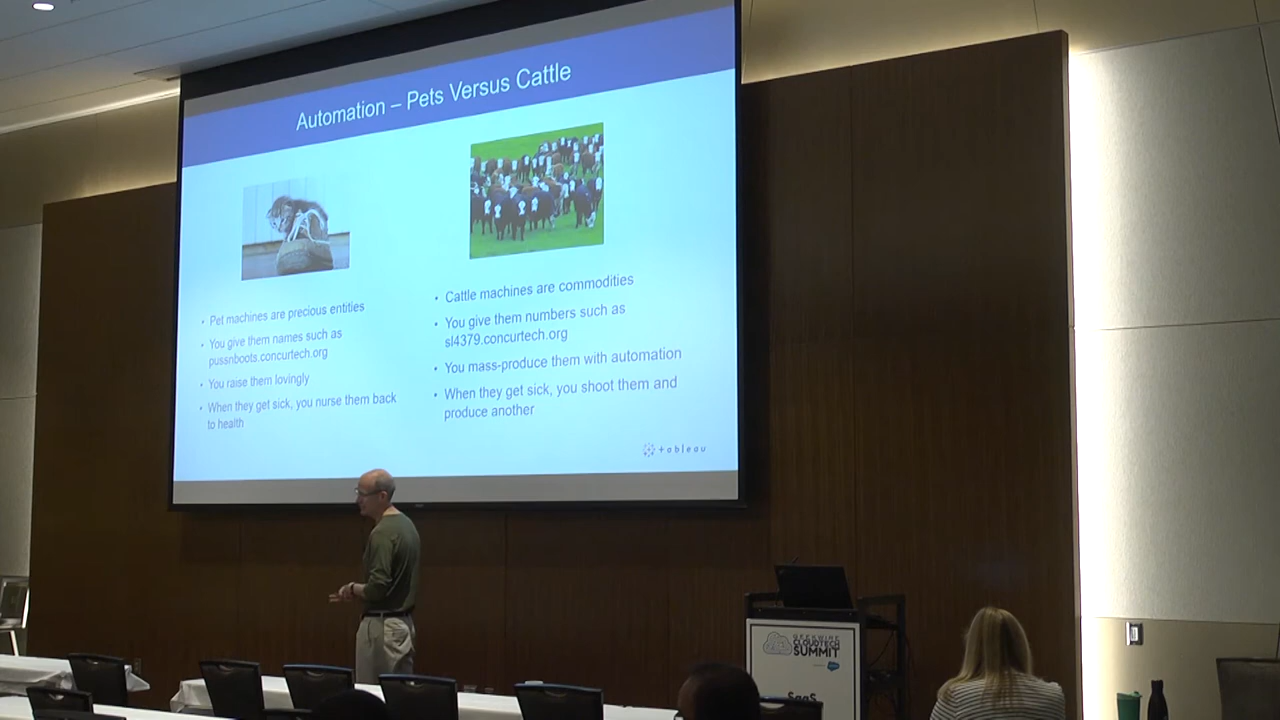 Automation – Pets Versus Cattle
• Pet machines are precious entities
• You give them names such as
pussnboots.concurtech.org
• You raise them lovingly
• When they get sick, you nurse them back
to health
• Cattle machines are commodities
• You give them numbers such as
sl4379.concurtech.org
• You mass-produce them with automation
• When they get sick, you shoot them and
produce another
+ableau
GEEKWIRE
CLOUDTECH
SUMMIT
SaaS